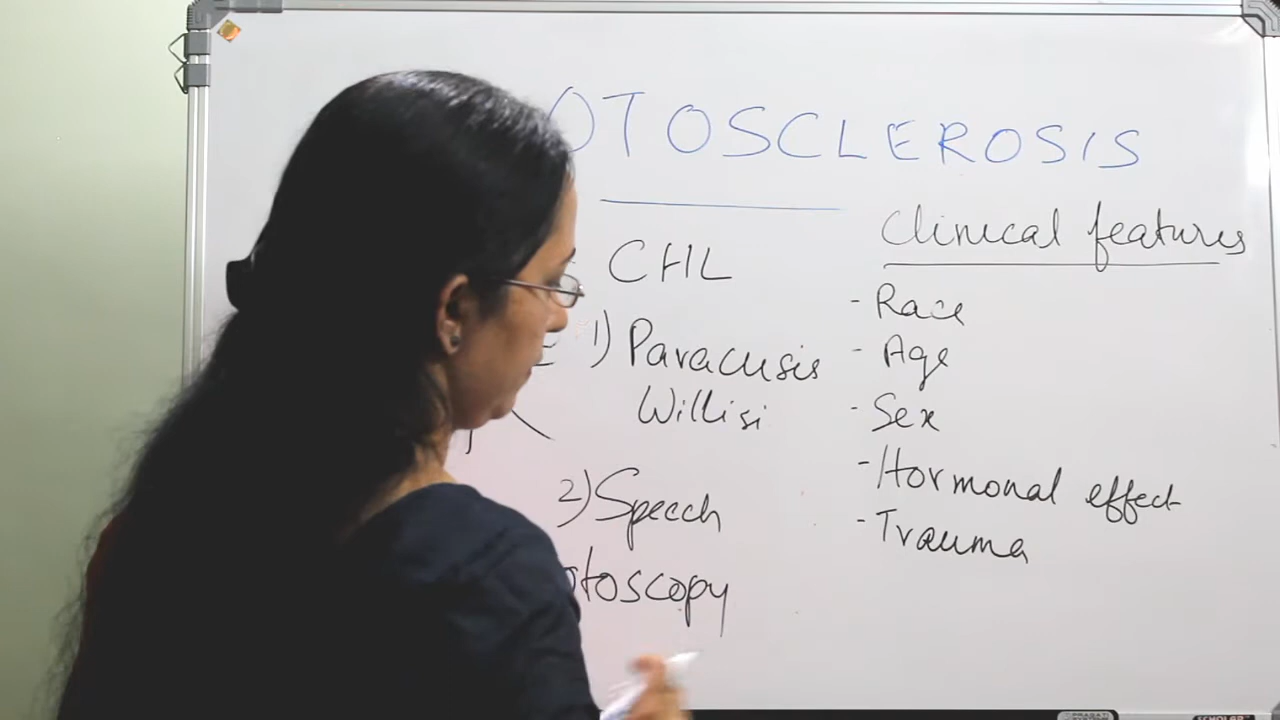 OTOSCLEROSIS
CHL
1) Paracusis
Willisi
2) Speech
otoscopy
Clinical features
- Race
- Age
- Sex
- Hormonal effect
- Trauma